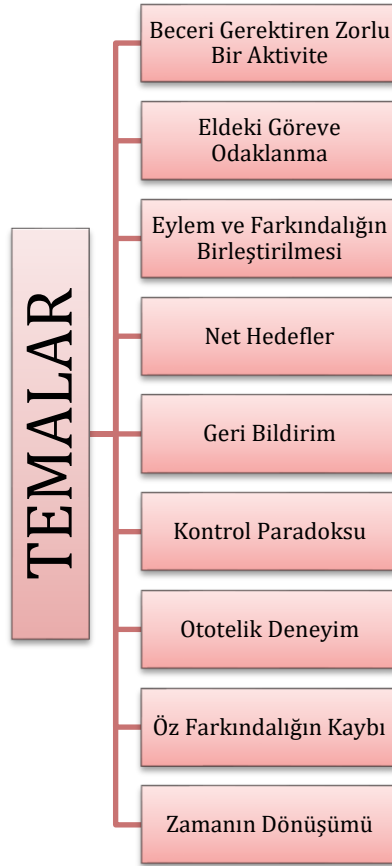 TEMALAR
Beceri Gerektiren Zorlu
Bir Aktivite
Eldeki Göreve
Odaklanma
Eylem ve Farkındalığın
Birleştirilmesi
Net Hedefler
Geri Bildirim
Kontrol Paradoksu
Ototelik Deneyim
Öz Farkındalığın Kaybı
Zamanın Dönüşümü